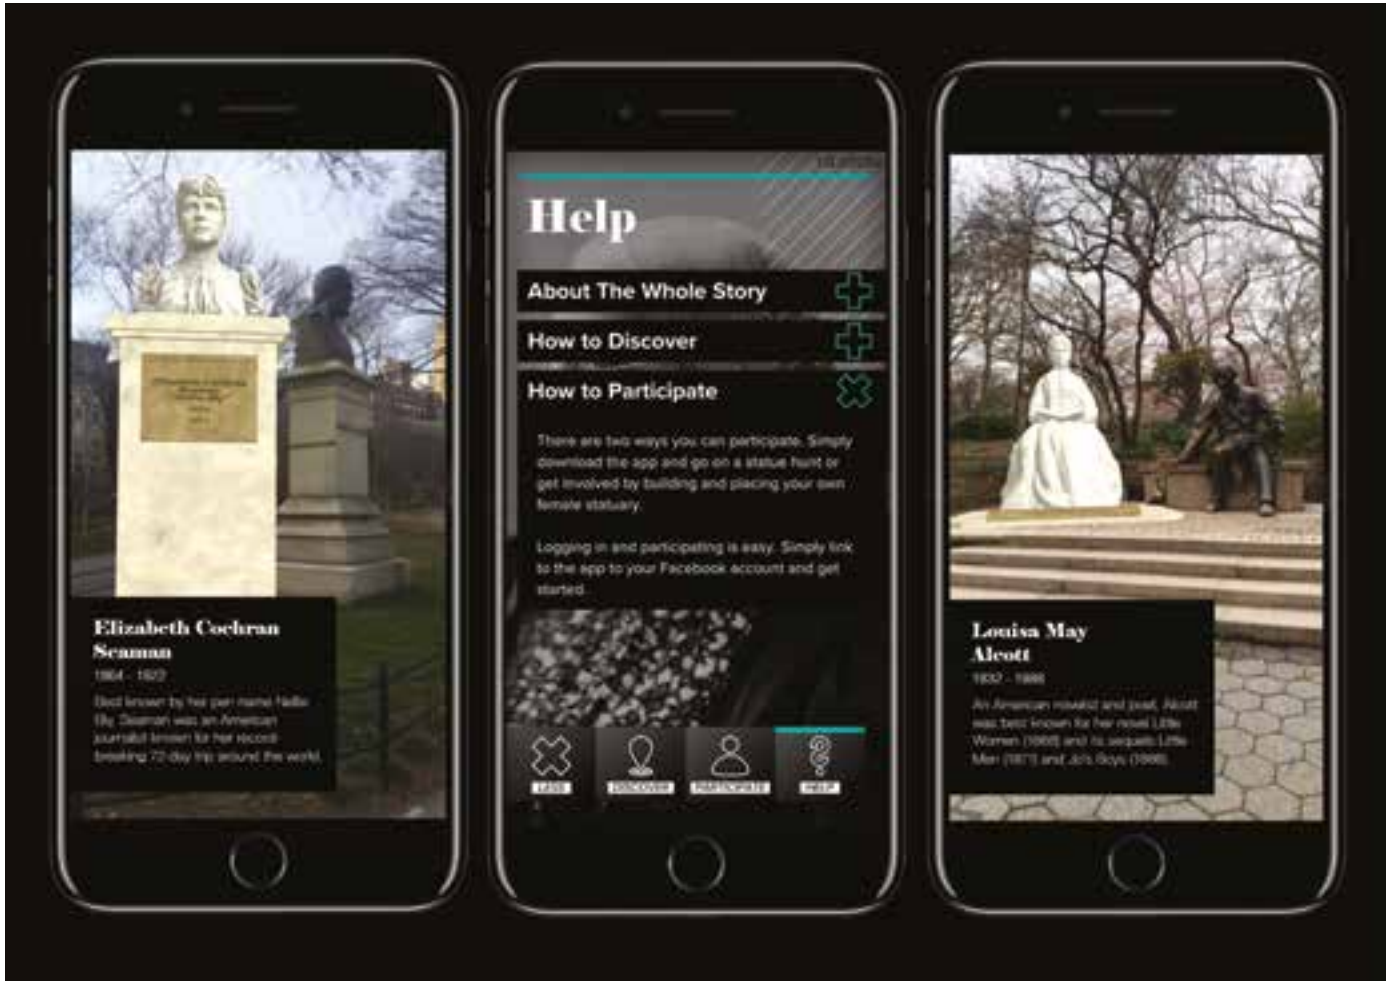 Elizabeth Cochran
Seaman
1864 - 1922
Best known by her pen name Nellie
Bly, Seaman was an American
journalist known for her record-
breaking 72-day trip around the world.
Help
About The Whole Story
How to Discover
How to Participate
There are two ways you can participate. Simply
download the app and go on a statue hunt or
get involved by building and placing your own
female statuary.
Logging in and participating is easy. Simply link
to the app to your Facebook account and get
started.
LESS
DISCOVER
PARTICIPATE
HELP
Louisa May
Alcott
1832 - 1888
An American novelist and poet, Alcott
was best known for her novel Little
Women (1868) and its sequels Little
Men (1871) and Jo's Boys (1886).